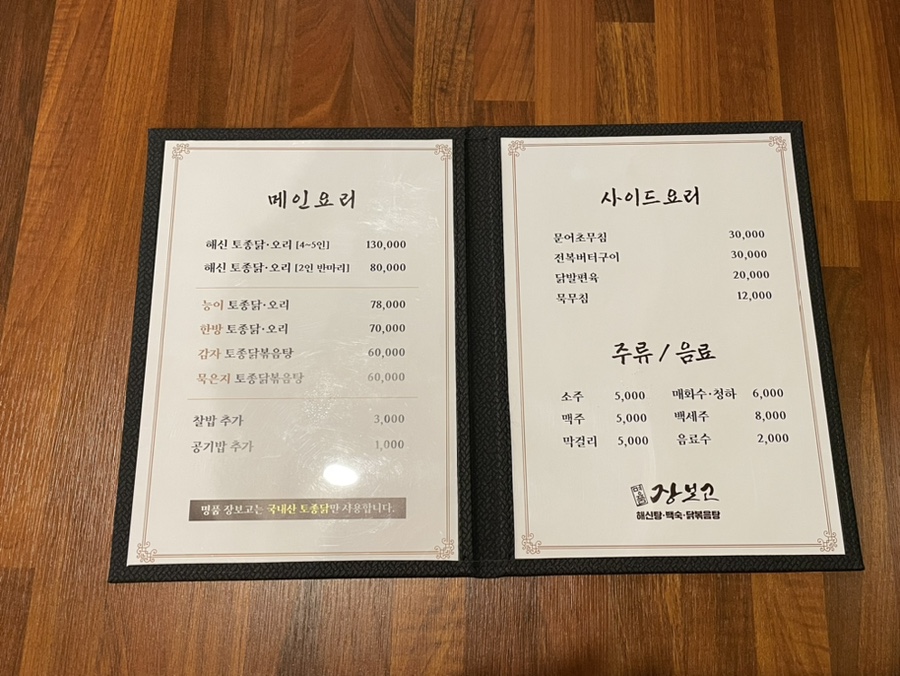 메인요리
해신 토종닭·오리 [4~5인] 130,000
해신 토종닭·오리 [2인 반마리] 80,000
능이 토종닭·오리 78,000
한방 토종닭·오리 70,000
감자 토종닭볶음탕 60,000
묵은지 토종닭볶음탕 60,000
찰밥 추가 3,000
공기밥 추가 1,000
명품 장보고는 국내산 토종닭만 사용합니다.
사이드요리
문어초무침 30,000
전복버터구이 30,000
닭발편육 20,000
묵무침 12,000
주류 / 음료
소주 5,000 매화수·청하 6,000
맥주 5,000 백세주 8,000
막걸리 5,000 음료수 2,000
장보고
해신탕·백숙·닭볶음탕